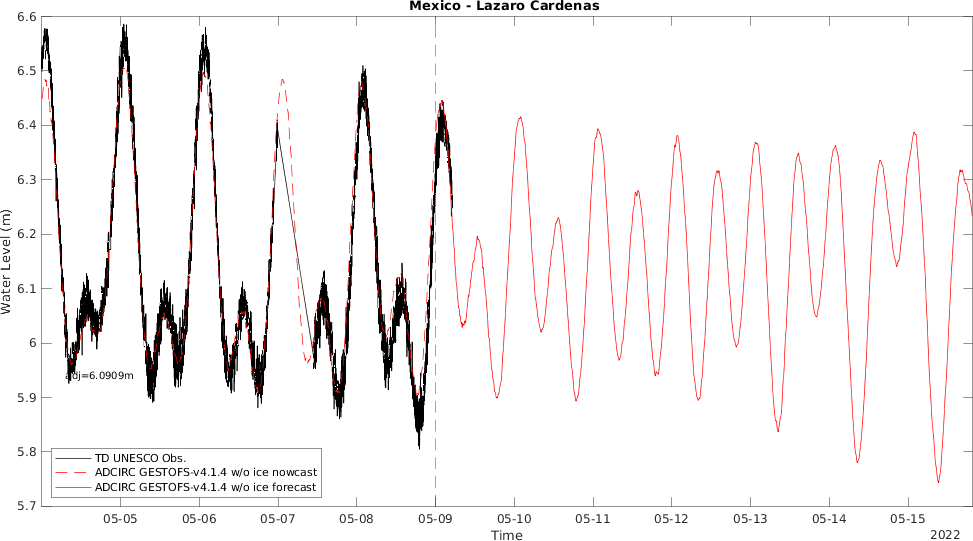 Mexico - Lazaro Cardenas
6.6
6.5
6.4
6.3
6.2
6.1
6
5.9
5.8
5.7
Water Level (m)
adj=6.0909m
TD UNESCO Obs.
ADCIRC GESTOFS-v4.1.4 w/o ice nowcast
ADCIRC GESTOFS-v4.1.4 w/o ice forecast
05-05 05-06 05-07 05-08 05-09 05-10 05-11 05-12 05-13 05-14 05-15
Time
2022